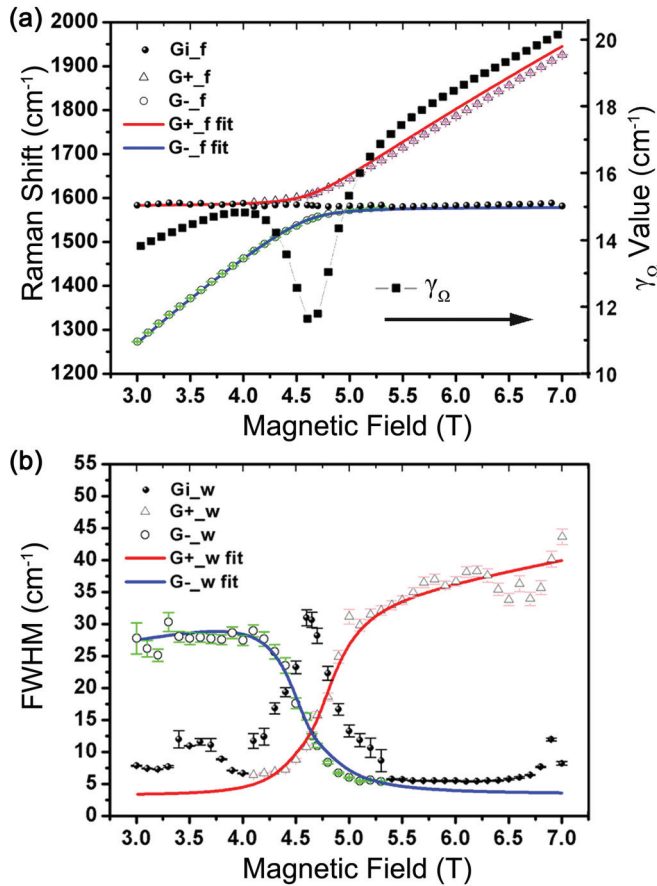 (a)
2000
1900
1800
1700
1600
1500
1400
1300
1200
Raman Shift (cm⁻¹)
Gi_f
G+_f
G-_f
G+_f fit
G-_f fit
γΩ
20
18
16
14
12
10
γΩ Value (cm⁻¹)
3.0 3.5 4.0 4.5 5.0 5.5 6.0 6.5 7.0
Magnetic Field (T)
(b)
55
50
45
40
35
30
25
20
15
10
5
0
FWHM (cm⁻¹)
Gi_w
G+_w
G-_w
G+_w fit
G-_w fit
3.0 3.5 4.0 4.5 5.0 5.5 6.0 6.5 7.0
Magnetic Field (T)